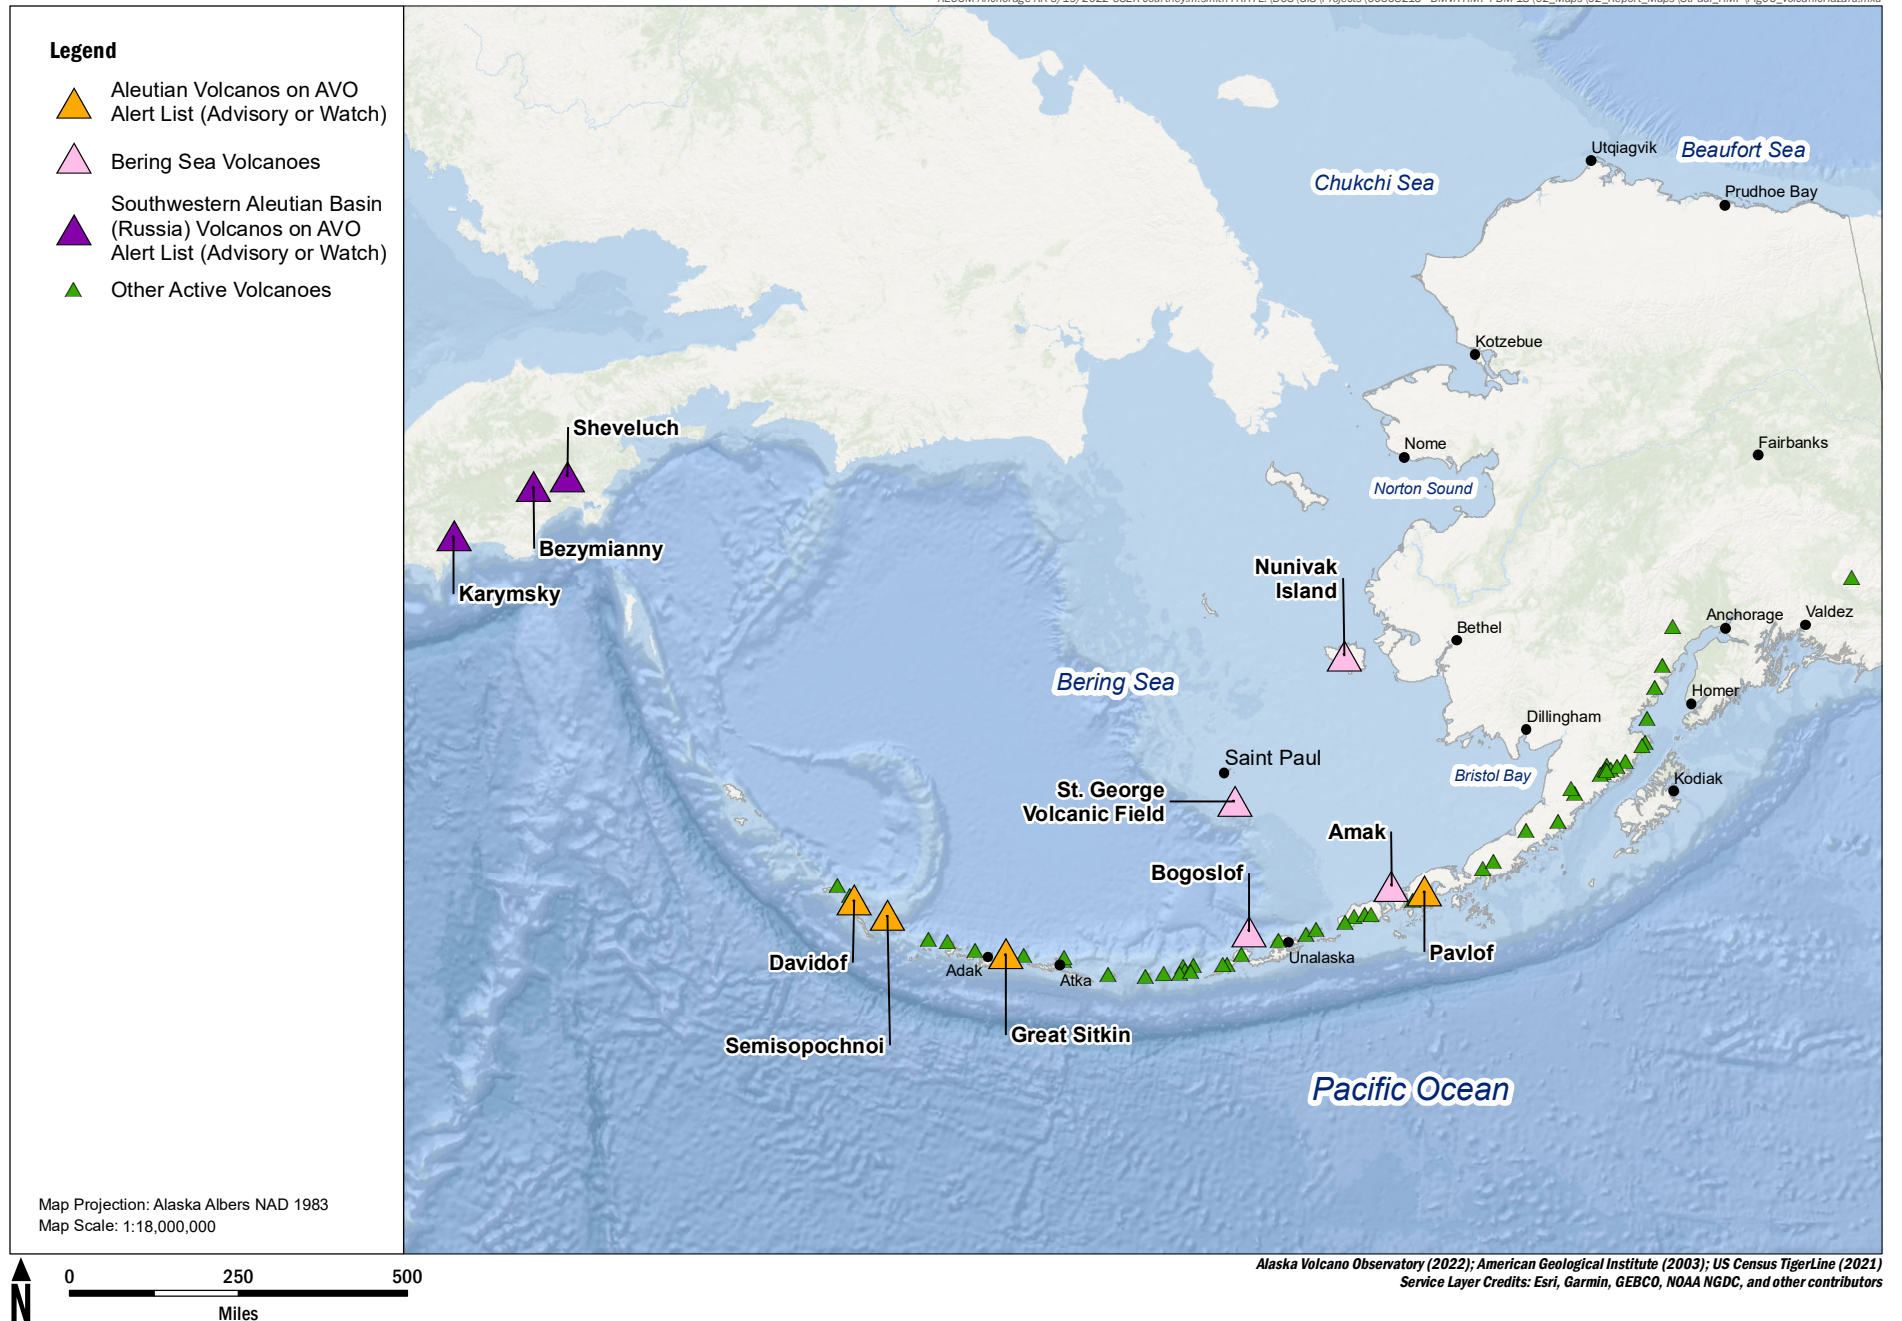 Legend
Aleutian Volcanos on AVO
Alert List (Advisory or Watch)
Bering Sea Volcanoes
Southwestern Aleutian Basin
(Russia) Volcanos on AVO
Alert List (Advisory or Watch)
Other Active Volcanoes
Utqiagvik
Beaufort Sea
Chukchi Sea
Prudhoe Bay
Kotzebue
Sheveluch
Nome
Fairbanks
Norton Sound
Bezymianny
Karymsky
Nunivak
Island
Bethel
Anchorage
Valdez
Bering Sea
Homer
Dillingham
Saint Paul
Bristol Bay
Kodiak
St. George
Volcanic Field
Amak
Bogoslof
Davidof
Adak
Atka
Unalaska
Pavlof
Semisopochnoi
Great Sitkin
Pacific Ocean
Map Projection: Alaska Albers NAD 1983
Map Scale: 1:18,000,000
N
0 250 500
Miles
Alaska Volcano Observatory (2022); American Geological Institute (2003); US Census TigerLine (2021)
Service Layer Credits: Esri, Garmin, GEBCO, NOAA NGDC, and other contributors